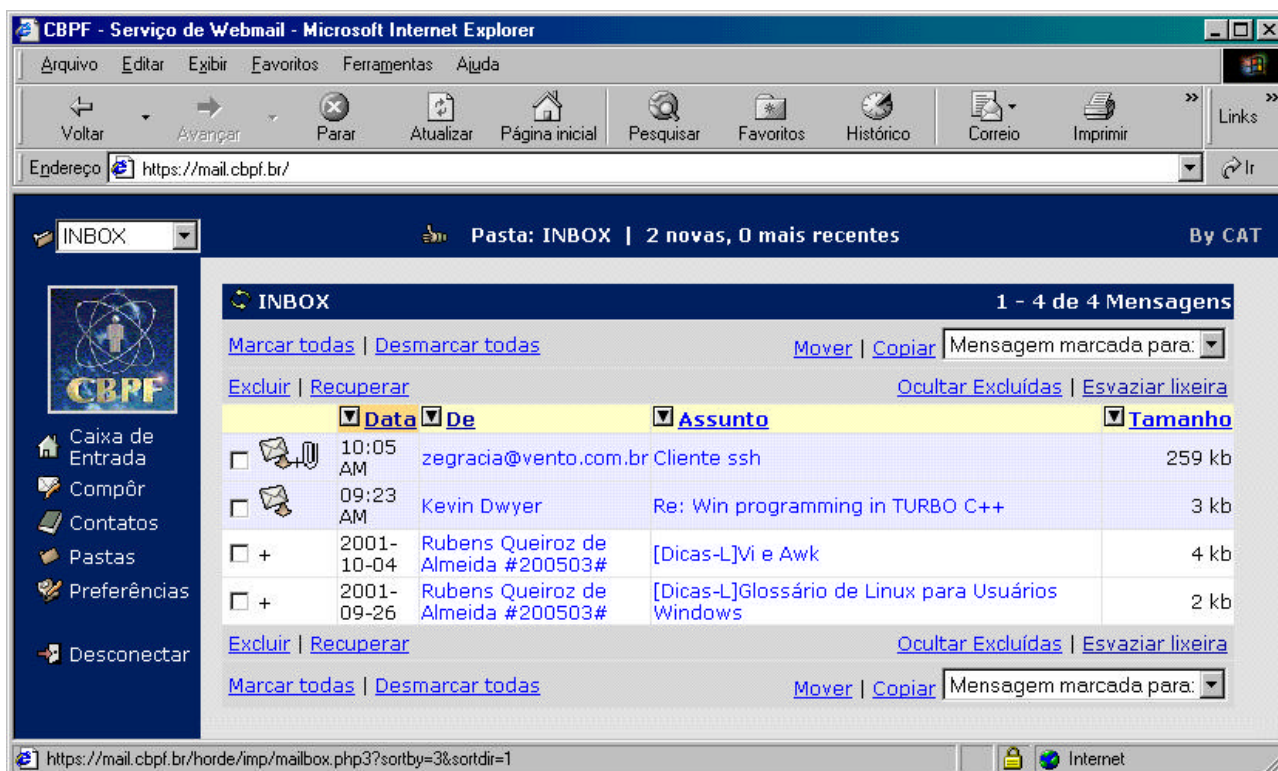 CBPF - Serviço de Webmail - Microsoft Internet Explorer
Arquivo Editar Exibir Favoritos Ferramentas Ajuda
Voltar Avançar Parar Atualizar Página inicial Pesquisar Favoritos Histórico Correio Imprimir » Links »
Endereço https://mail.cbpf.br/ Ir
INBOX Pasta: INBOX | 2 novas, 0 mais recentes By CAT
CBPF
Caixa de
Entrada
Compôr
Contatos
Pastas
Preferências
Desconectar
INBOX 1 - 4 de 4 Mensagens
Marcar todas | Desmarcar todas Mover | Copiar Mensagem marcada para:
Excluir | Recuperar Ocultar Excluídas | Esvaziar lixeira
Data De Assunto Tamanho
10:05 AM zegracia@vento.com.br Cliente ssh 259 kb
09:23 AM Kevin Dwyer Re: Win programming in TURBO C++ 3 kb
+ 2001-10-04 Rubens Queiroz de Almeida #200503# [Dicas-L]Vi e Awk 4 kb
+ 2001-09-26 Rubens Queiroz de Almeida #200503# [Dicas-L]Glossário de Linux para Usuários Windows 2 kb
Excluir | Recuperar Ocultar Excluídas | Esvaziar lixeira
Marcar todas | Desmarcar todas Mover | Copiar Mensagem marcada para:
https://mail.cbpf.br/horde/imp/mailbox.php3?sortby=3&sortdir=1 Internet